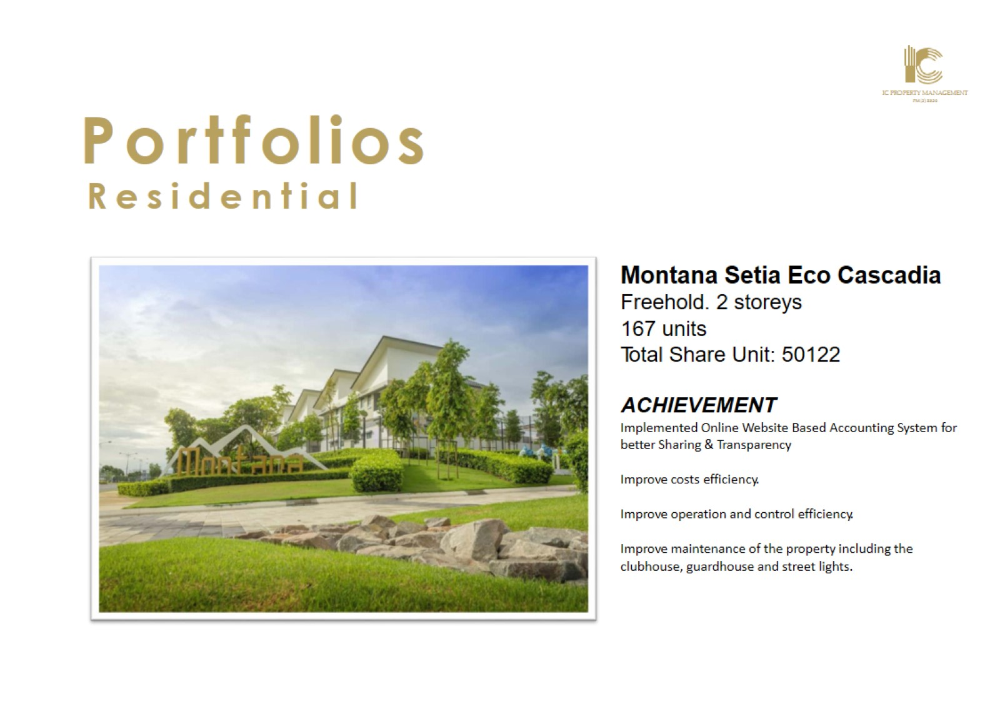 IC PROPERTY MANAGEMENT
Portfolios
Residential
Montana
Montana Setia Eco Cascadia
Freehold. 2 storeys
167 units
Total Share Unit: 50122
ACHIEVEMENT
Implemented Online Website Based Accounting System for
better Sharing & Transparency
Improve costs efficiency.
Improve operation and control efficiency.
Improve maintenance of the property including the
clubhouse, guardhouse and street lights.